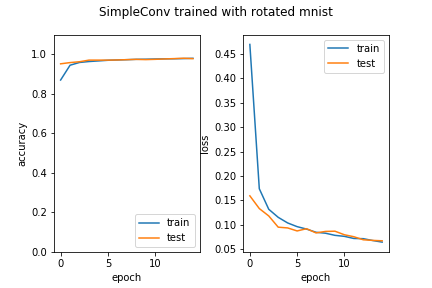 SimpleConv trained with rotated mnist
1.0
0.8
0.6
0.4
0.2
0.0
accuracy
0
5
10
epoch
train
test
0.45
0.40
0.35
0.30
0.25
0.20
0.15
0.10
0.05
loss
0
5
10
epoch
train
test